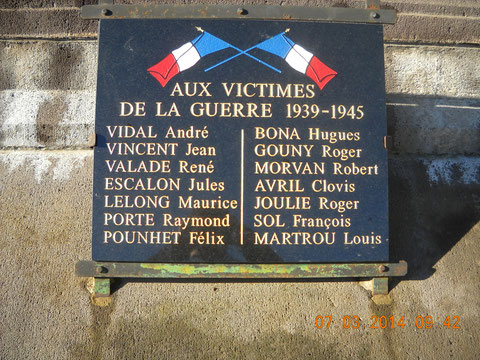 AUX VICTIMES
DE LA GUERRE 1939-1945
VIDAL André
VINCENT Jean
VALADE René
ESCALON Jules
LELONG Maurice
PORTE Raymond
POUNHET Félix
BONA Hugues
GOUNY Roger
MORVAN Robert
AVRIL Clovis
JOULIE Roger
SOL François
MARTROU Louis
07.03.2014 09:42